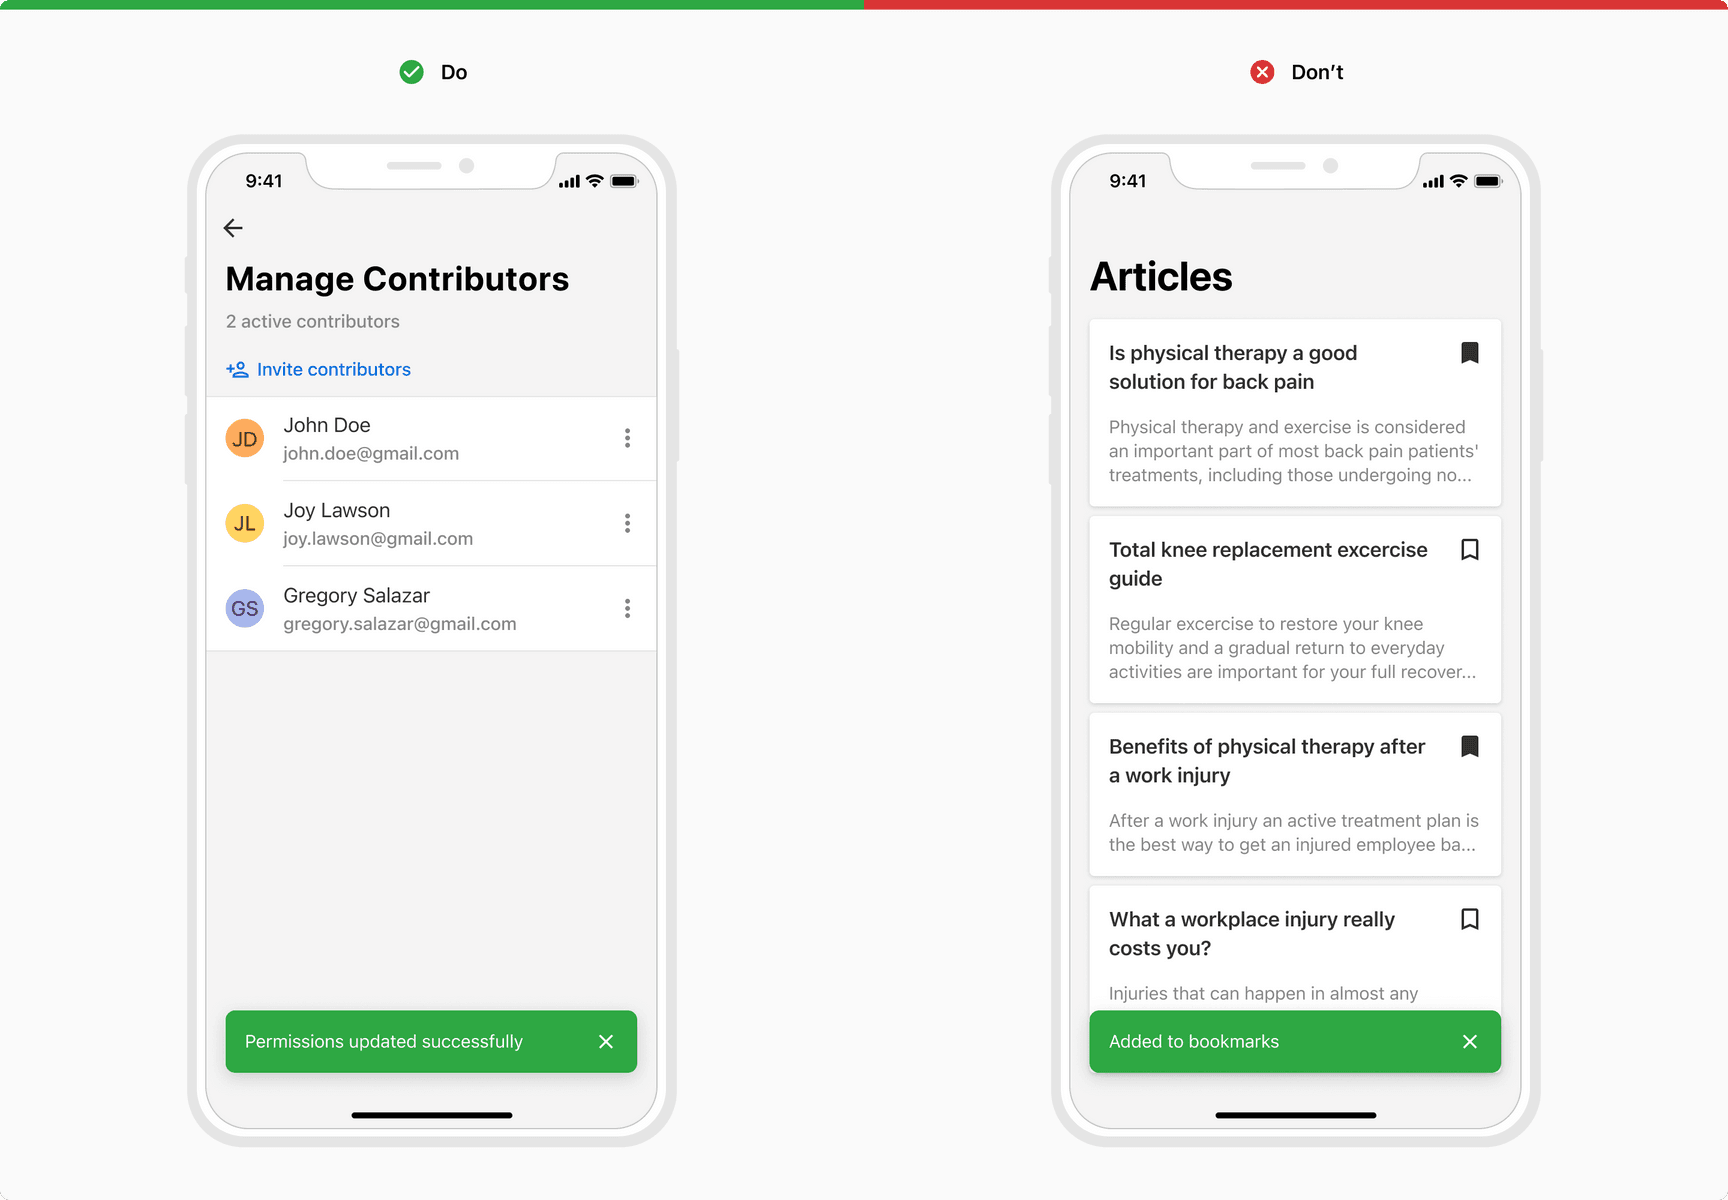 Do
9:41
Manage Contributors
2 active contributors
Invite contributors
JD
John Doe
john.doe@gmail.com
JL
Joy Lawson
joy.lawson@gmail.com
GS
Gregory Salazar
gregory.salazar@gmail.com
Permissions updated successfully
Don't
9:41
Articles
Is physical therapy a good
solution for back pain
Physical therapy and exercise is considered
an important part of most back pain patients'
treatments, including those undergoing no...
Total knee replacement excercise
guide
Regular excercise to restore your knee
mobility and a gradual return to everyday
activities are important for your full recover...
Benefits of physical therapy after
a work injury
After a work injury an active treatment plan is
the best way to get an injured employee ba...
What a workplace injury really
costs you?
Injuries that can happen in almost any
Added to bookmarks